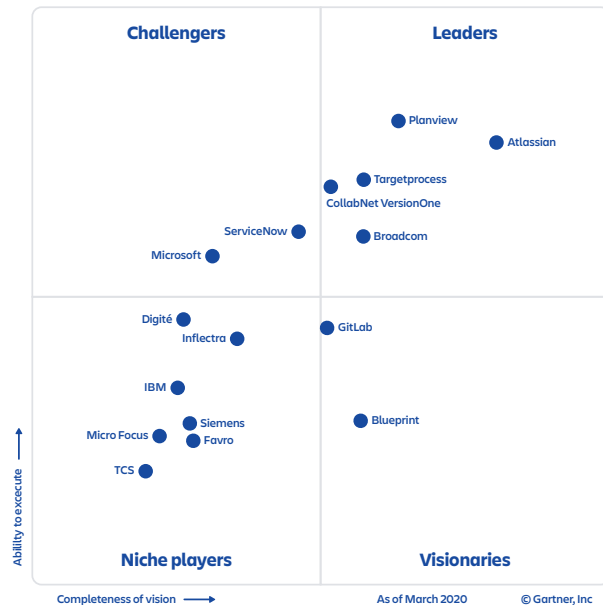 Challengers
Leaders
Planview
Atlassian
Targetprocess
CollabNet VersionOne
ServiceNow
Broadcom
Microsoft
Digité
Inflectra
GitLab
IBM
Siemens
Blueprint
Micro Focus
Favro
TCS
Abililty to excecute
Niche players
Visionaries
Completeness of vision
As of March 2020
© Gartner, Inc